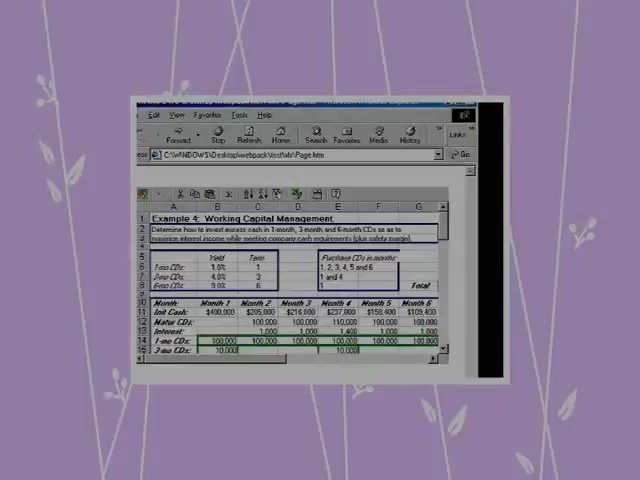 Edit View Favorites Tools Help
Forward Stop Refresh Home Search Favorites Media History Links
C:\WINDOWS\Desktop\webpack\test\xls\Page.htm Go
A B C D E F G
1 Example 4: Working Capital Management
2 Determine how to invest excess cash in 1-month, 3-month and 6-month CDs so as to
3 maximize interest income while meeting company cash requirements (plus safety margin).
4
5 Yield Term Purchase CDs in months:
6 1-mo CDs: 1.0% 1 1, 2, 3, 4, 5 and 6
7 3-mo CDs: 4.0% 3 1 and 4
8 6-mo CDs: 9.0% 6 1 Total
9
10 Month: Month 1 Month 2 Month 3 Month 4 Month 5 Month 6
11 Init Cash: $400,000 $205,000 $216,000 $237,000 $158,400 $109,400
12 Matur CDs: 100,000 100,000 110,000 100,000 100,000
13 Interest: 1,000 1,000 1,400 1,000 1,000
14 1-mo CDs: 100,000 100,000 100,000 100,000 100,000 100,000
15 3-mo CDs: 10,000 10,000